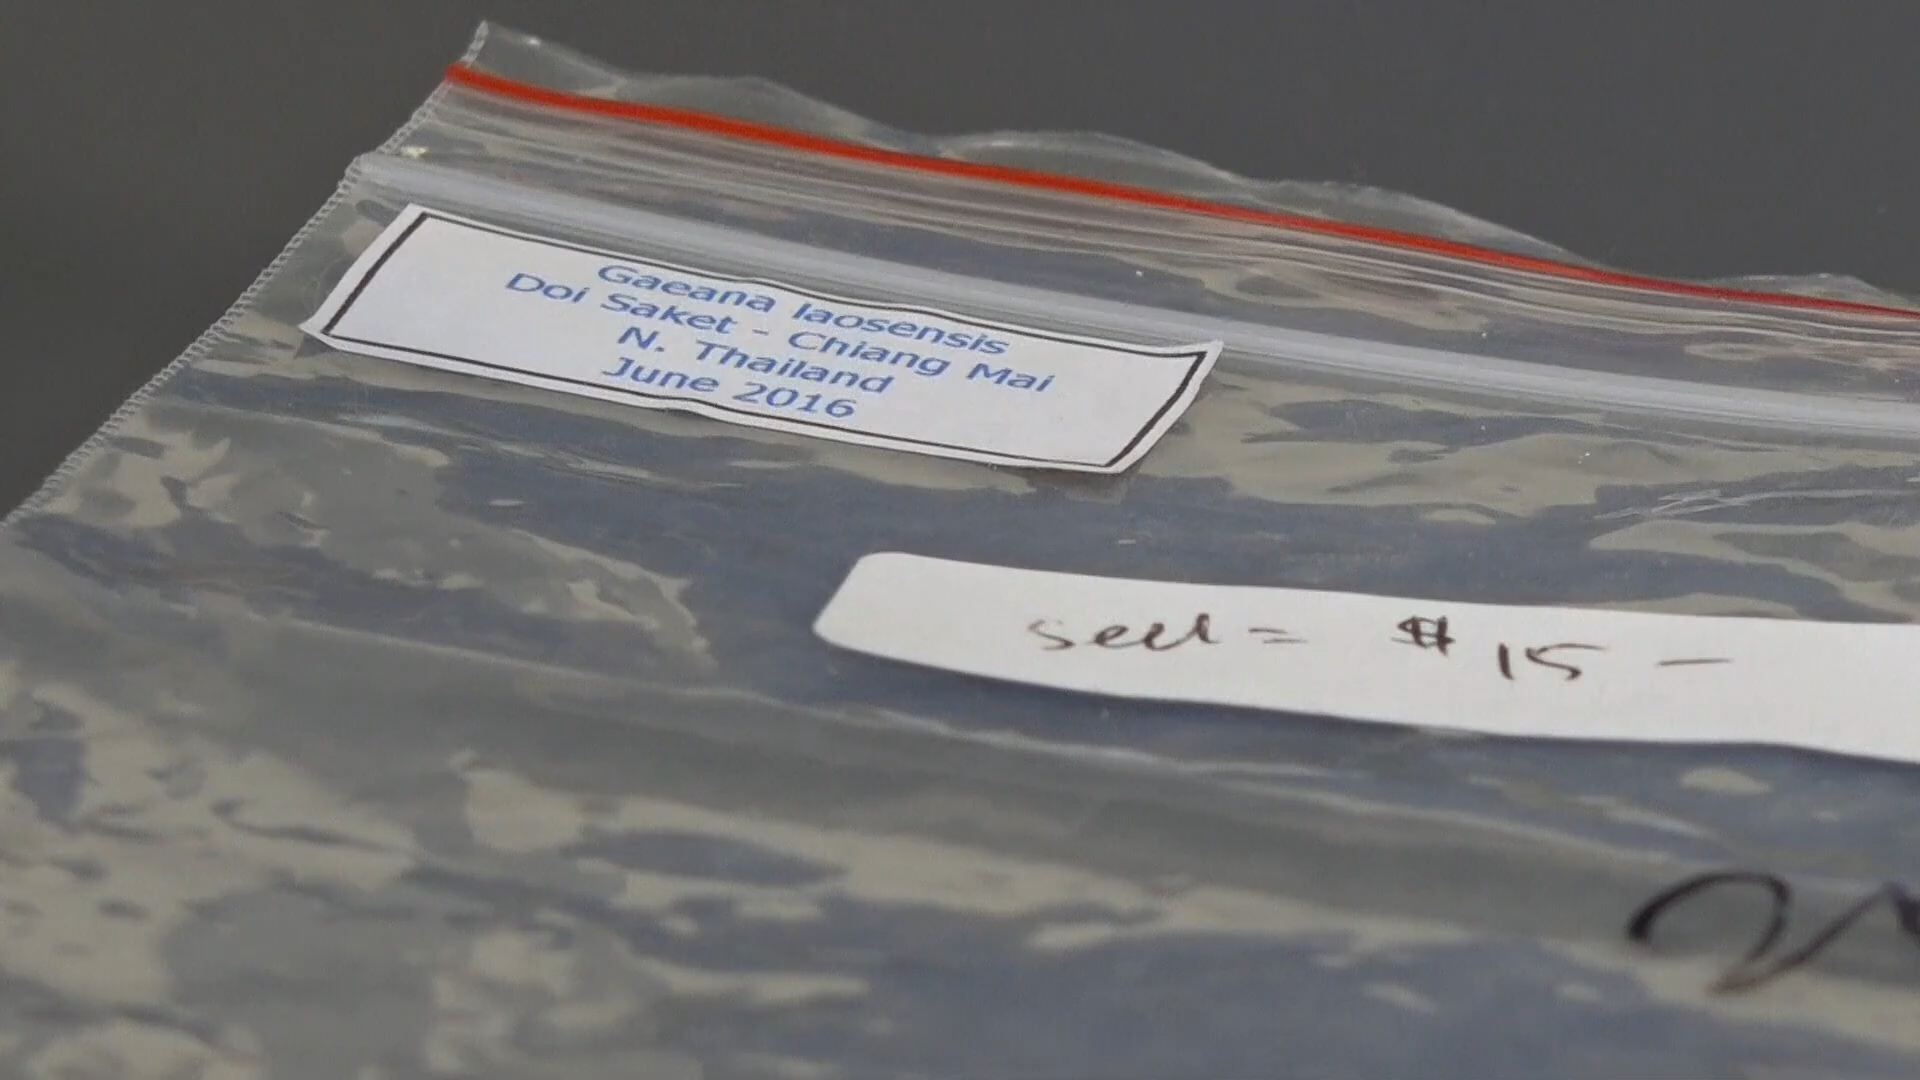 Gaeana laosensis
Doi Saket - Chiang Mai
N. Thailand
June 2016
sell = $15 -